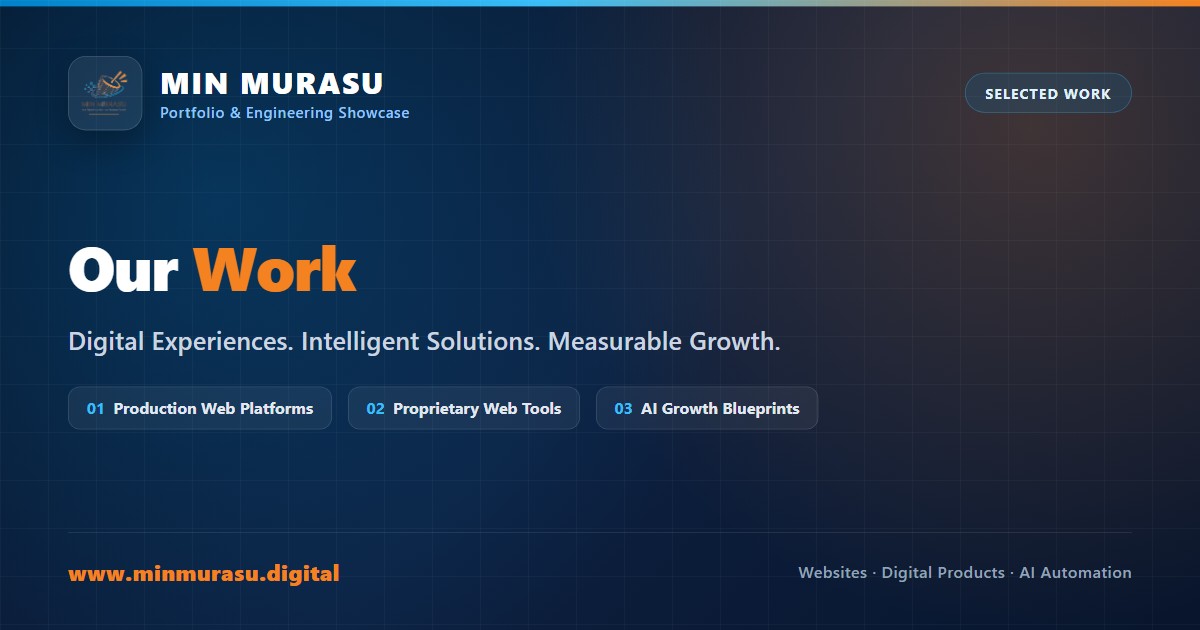 MIN MURASU
Portfolio & Engineering Showcase
SELECTED WORK
Our Work
Digital Experiences. Intelligent Solutions. Measurable Growth.
01 Production Web Platforms
02 Proprietary Web Tools
03 AI Growth Blueprints
www.minmurasu.digital
Websites · Digital Products · AI Automation